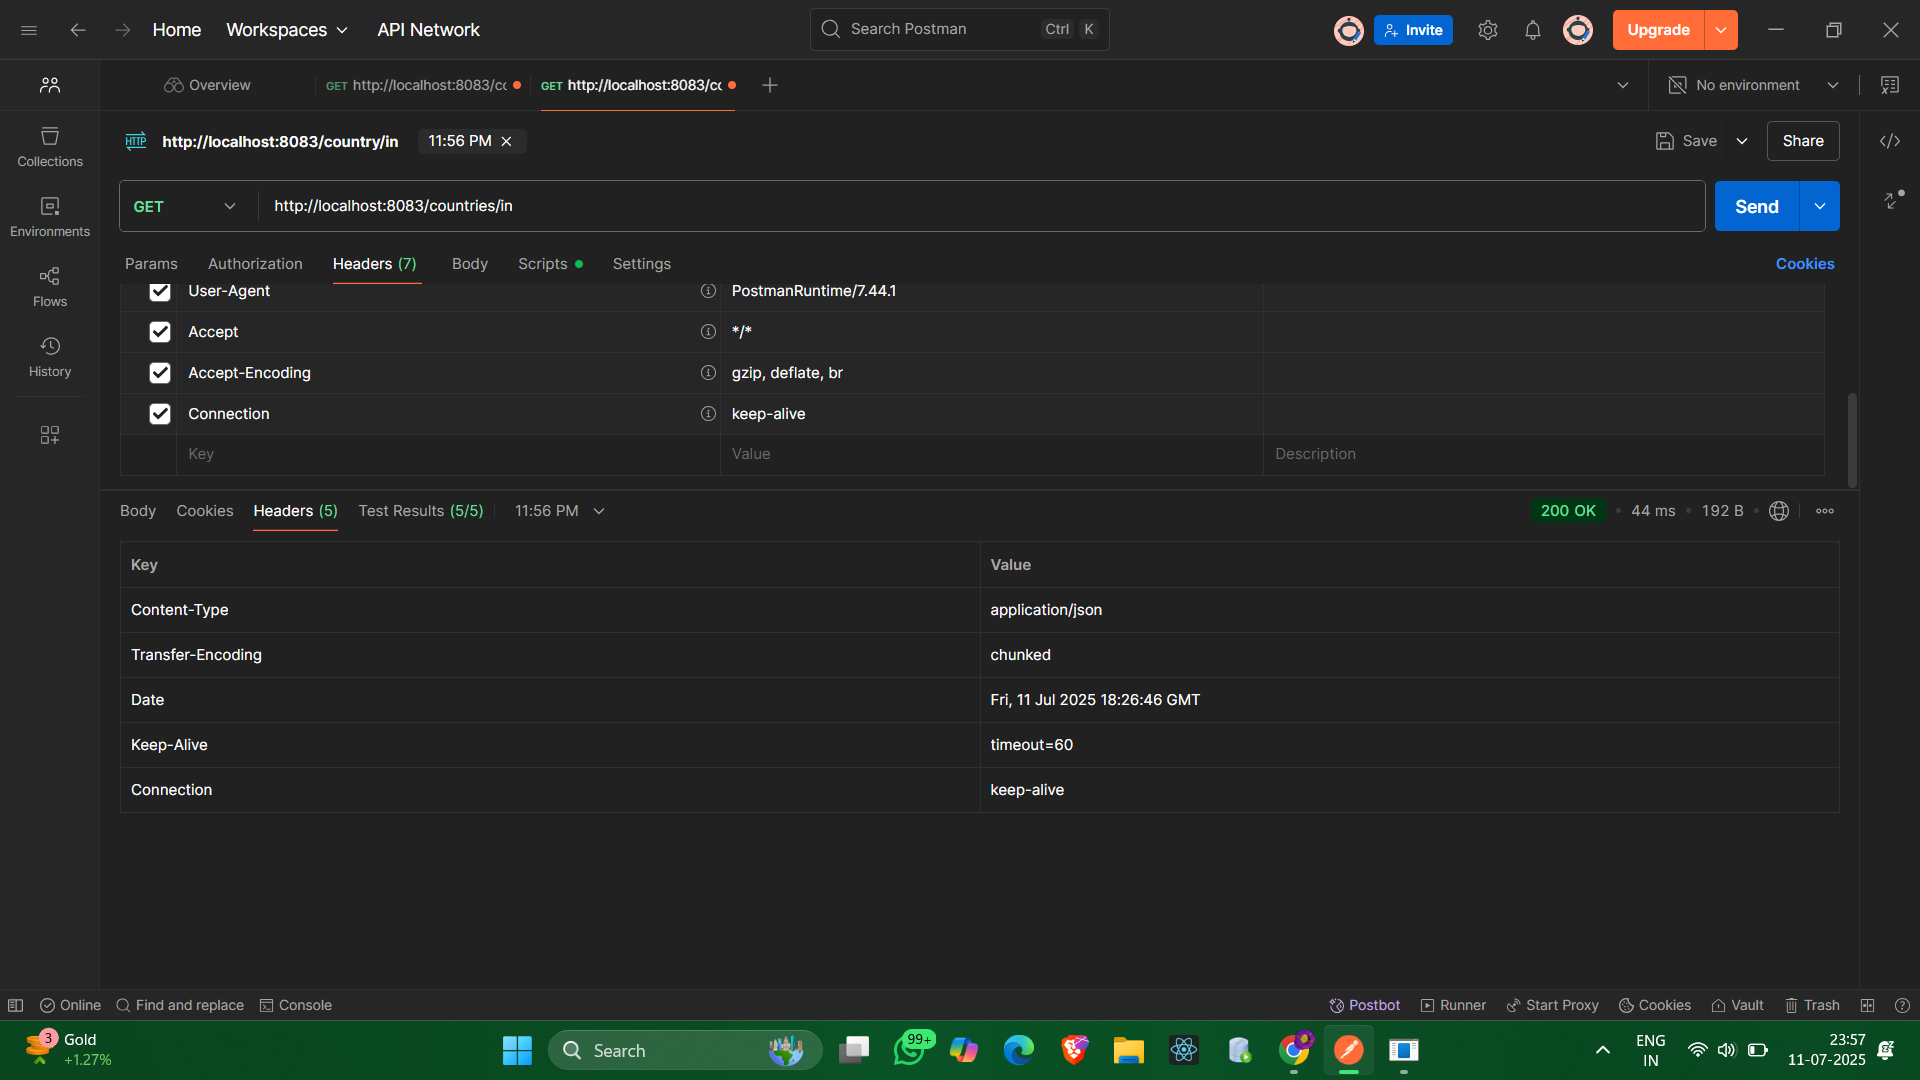 Home Workspaces API Network Search Postman Ctrl K Invite Upgrade
Overview GET http://localhost:8083/cc GET http://localhost:8083/cc No environment
HTTP http://localhost:8083/country/in 11:56 PM Save Share
Collections
Environments
Flows
History
GET http://localhost:8083/countries/in Send
Params Authorization Headers (7) Body Scripts Settings Cookies
User-Agent PostmanRuntime/7.44.1
Accept */*
Accept-Encoding gzip, deflate, br
Connection keep-alive
Key Value Description
Body Cookies Headers (5) Test Results (5/5) 11:56 PM 200 OK 44 ms 192 B
Key Value
Content-Type application/json
Transfer-Encoding chunked
Date Fri, 11 Jul 2025 18:26:46 GMT
Keep-Alive timeout=60
Connection keep-alive
Online Find and replace Console Postbot Runner Start Proxy Cookies Vault Trash
3 Gold
+1.27%
Search 99+
ENG
IN
23:57
11-07-2025